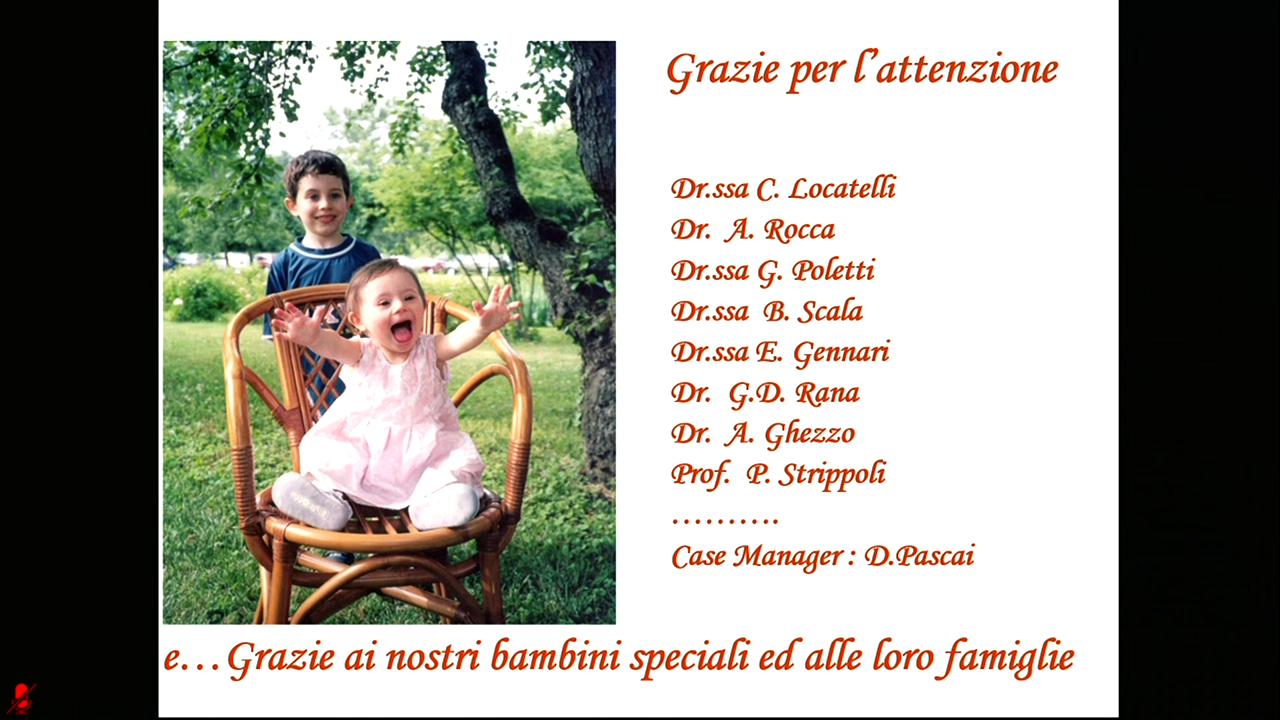 Grazie per l'attenzione
Dr.ssa C. Locatelli
Dr. A. Rocca
Dr.ssa G. Poletti
Dr.ssa B. Scala
Dr.ssa E. Gennari
Dr. G.D. Rana
Dr. A. Ghezzo
Prof. P. Strippoli
..........
Case Manager : D.Pascai
e...Grazie ai nostri bambini speciali ed alle loro famiglie